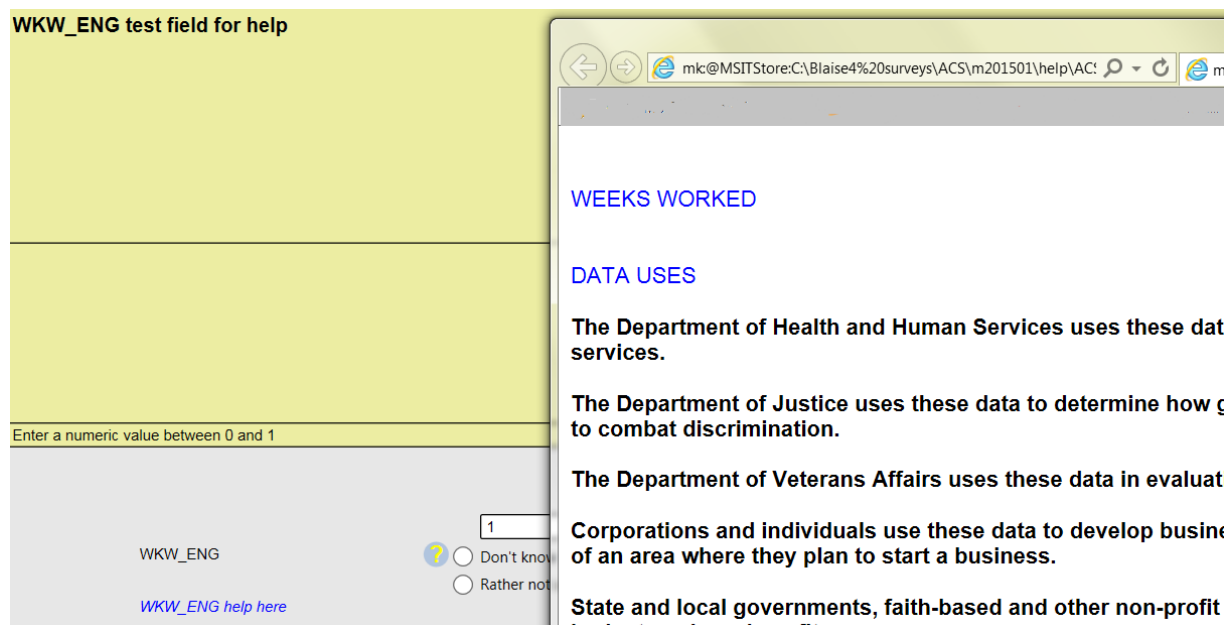 WKW_ENG test field for help
Enter a numeric value between 0 and 1
1
WKW_ENG
? Don't know
Rather not
WKW_ENG help here
mk:@MSITStore:C:\Blaise4%20surveys\ACS\m201501\help\AC
m
WEEKS WORKED
DATA USES
The Department of Health and Human Services uses these dat
services.
The Department of Justice uses these data to determine how g
to combat discrimination.
The Department of Veterans Affairs uses these data in evaluat
Corporations and individuals use these data to develop busine
of an area where they plan to start a business.
State and local governments, faith-based and other non-profit